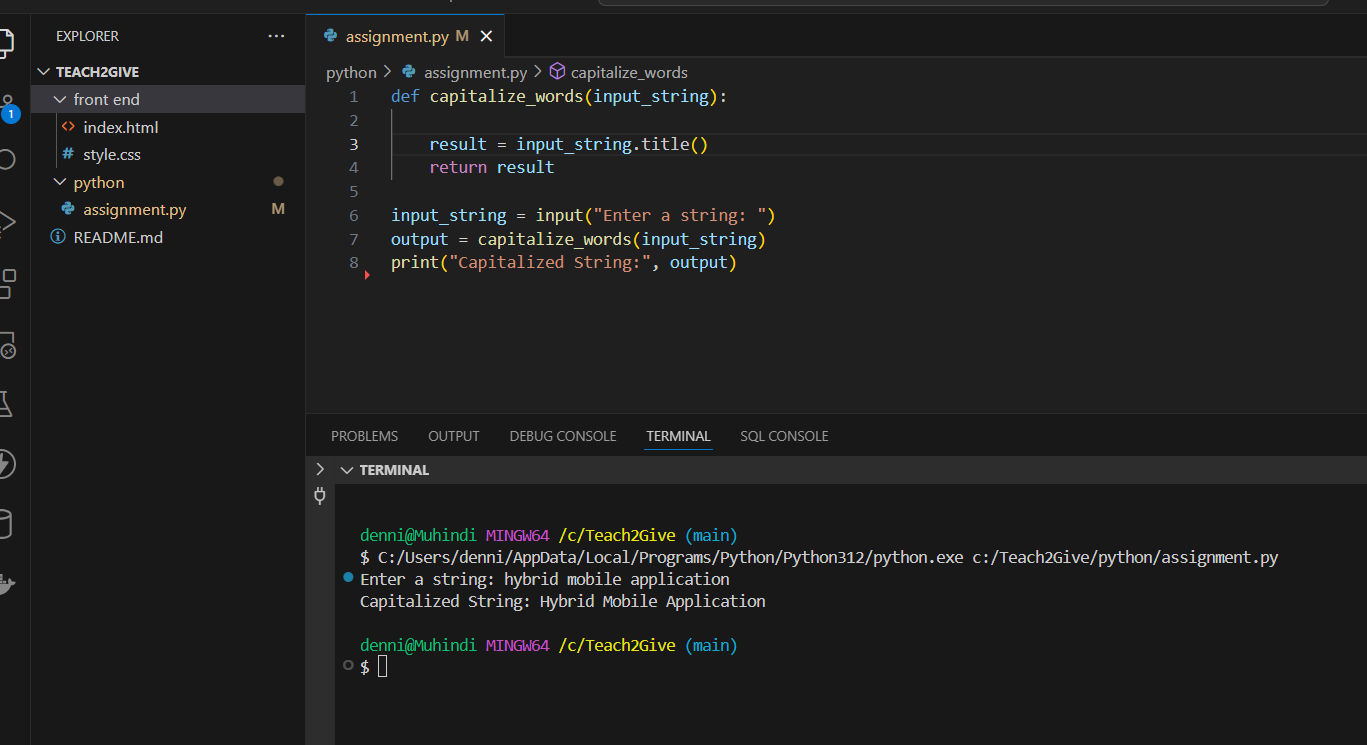 EXPLORER ···
TEACH2GIVE
front end
index.html
style.css
python
assignment.py M
README.md
1
assignment.py M
python > assignment.py > capitalize_words
1 def capitalize_words(input_string):
2
3 result = input_string.title()
4 return result
5
6 input_string = input("Enter a string: ")
7 output = capitalize_words(input_string)
8 print("Capitalized String:", output)
PROBLEMS OUTPUT DEBUG CONSOLE TERMINAL SQL CONSOLE
TERMINAL
denni@Muhindi MINGW64 /c/Teach2Give (main)
$ C:/Users/denni/AppData/Local/Programs/Python/Python312/python.exe c:/Teach2Give/python/assignment.py
Enter a string: hybrid mobile application
Capitalized String: Hybrid Mobile Application
denni@Muhindi MINGW64 /c/Teach2Give (main)
$